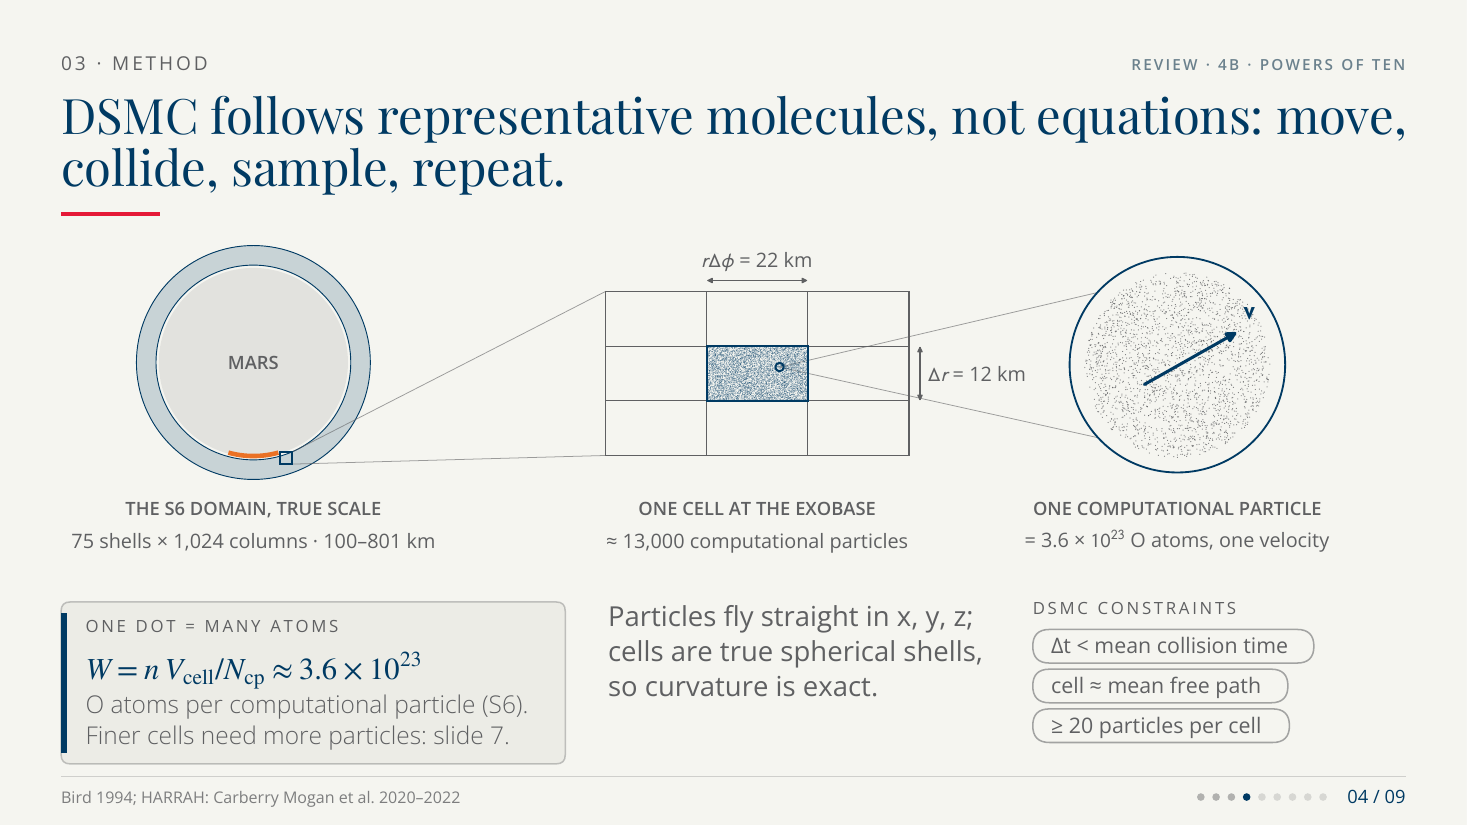 03 · METHOD
REVIEW · 4B · POWERS OF TEN
DSMC follows representative molecules, not equations: move,
collide, sample, repeat.
MARS
rΔϕ = 22 km
Δr = 12 km
v
THE S6 DOMAIN, TRUE SCALE
75 shells × 1,024 columns · 100–801 km
ONE CELL AT THE EXOBASE
≈ 13,000 computational particles
ONE COMPUTATIONAL PARTICLE
= 3.6 × 10²³ O atoms, one velocity
ONE DOT = MANY ATOMS
W = n V_cell/N_cp ≈ 3.6 × 10²³
O atoms per computational particle (S6).
Finer cells need more particles: slide 7.
Particles fly straight in x, y, z;
cells are true spherical shells,
so curvature is exact.
DSMC CONSTRAINTS
Δt < mean collision time
cell ≈ mean free path
≥ 20 particles per cell
Bird 1994; HARRAH: Carberry Mogan et al. 2020–2022
04 / 09